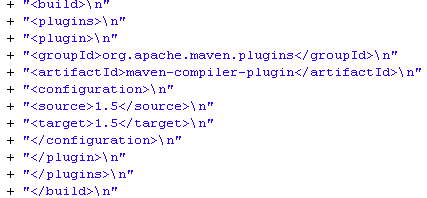 + "<build>\n"
+ "<plugins>\n"
+ "<plugin>\n"
+ "<groupId>org.apache.maven.plugins</groupId>\n"
+ "<artifactId>maven-compiler-plugin</artifactId>\n"
+ "<configuration>\n"
+ "<source>1.5</source>\n"
+ "<target>1.5</target>\n"
+ "</configuration>\n"
+ "</plugin>\n"
+ "</plugins>\n"
+ "</build>\n"